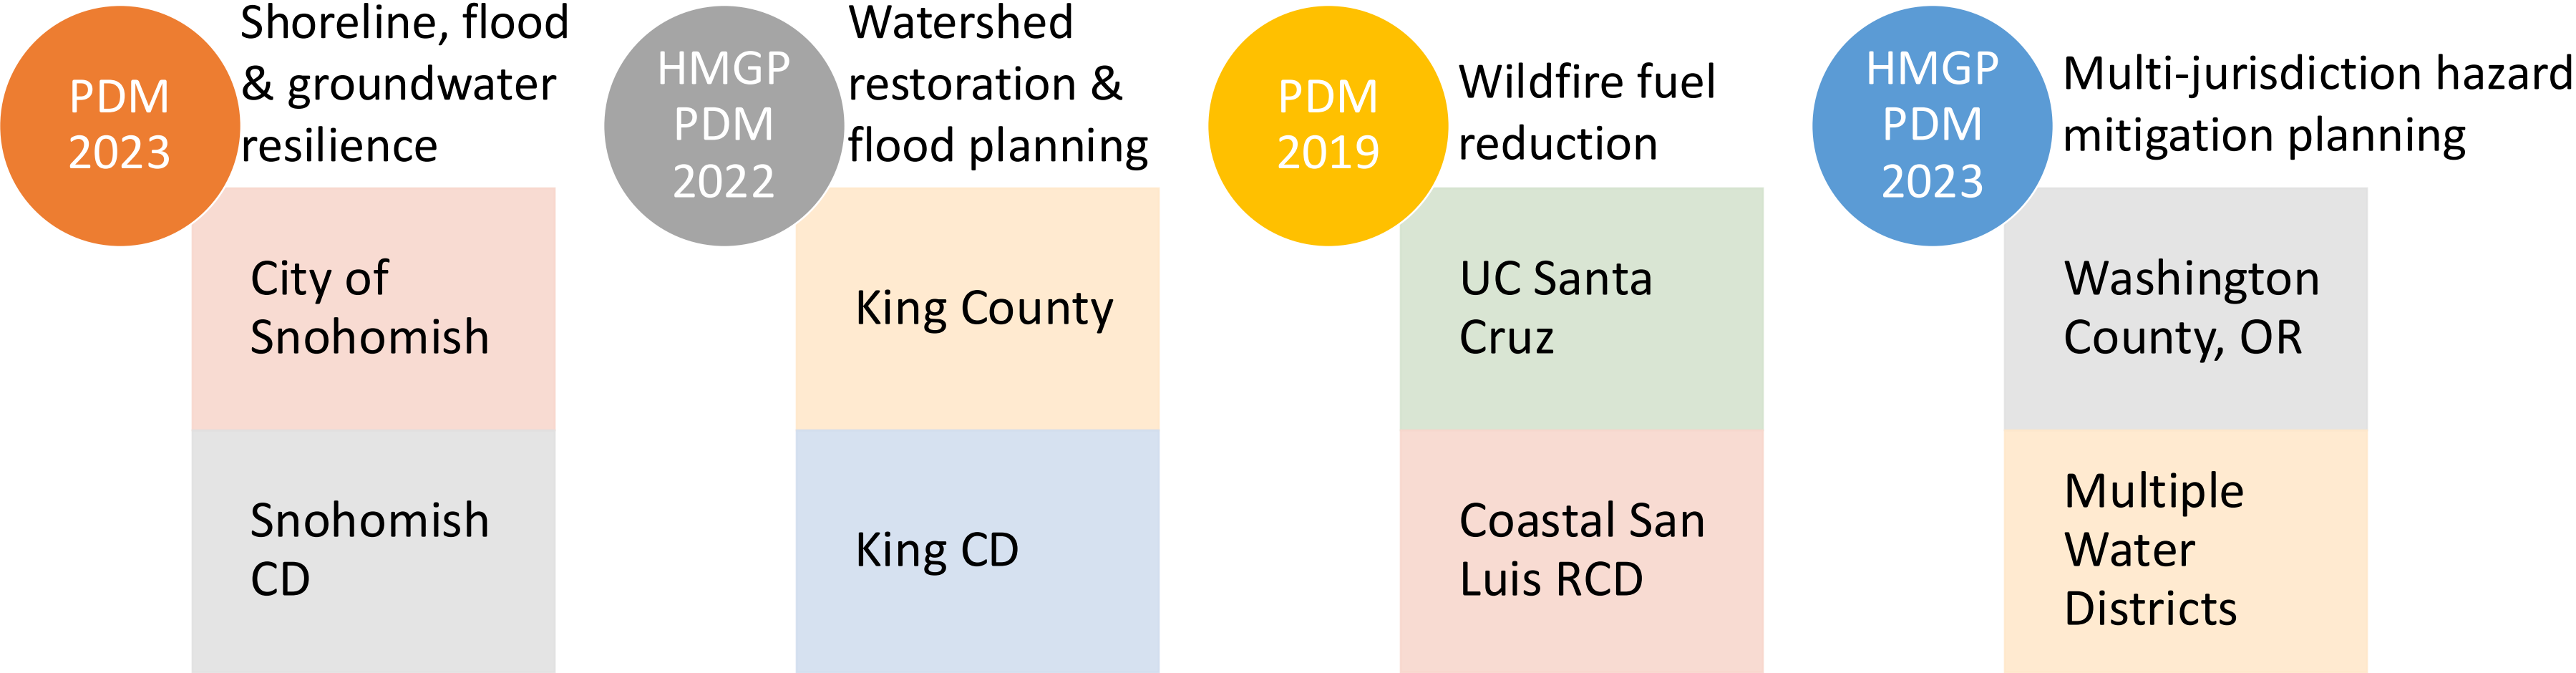 PDM
2023
Shoreline, flood
& groundwater
resilience
City of
Snohomish
Snohomish
CD
HMGP
PDM
2022
Watershed
restoration &
flood planning
King County
King CD
PDM
2019
Wildfire fuel
reduction
UC Santa
Cruz
Coastal San
Luis RCD
HMGP
PDM
2023
Multi-jurisdiction hazard
mitigation planning
Washington
County, OR
Multiple
Water
Districts